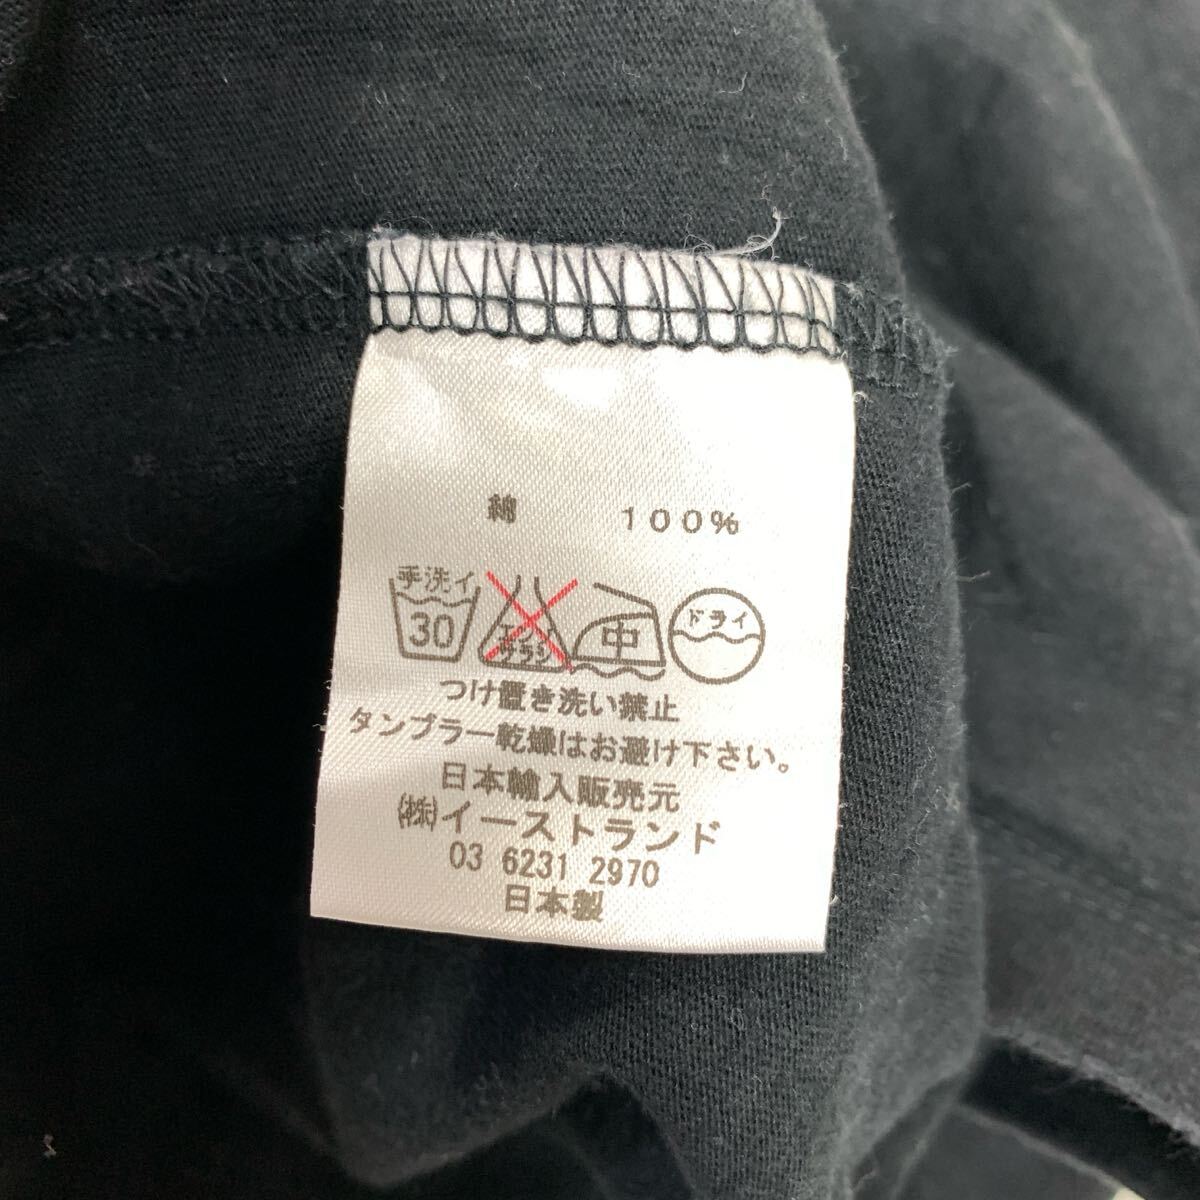 綿 100%
手洗イ 30 エンソ サラシ 中 ドライ
つけ置き洗い禁止
タンブラー乾燥はお避け下さい。
日本輸入販売元
㈱イーストランド
03 6231 2970
日本製